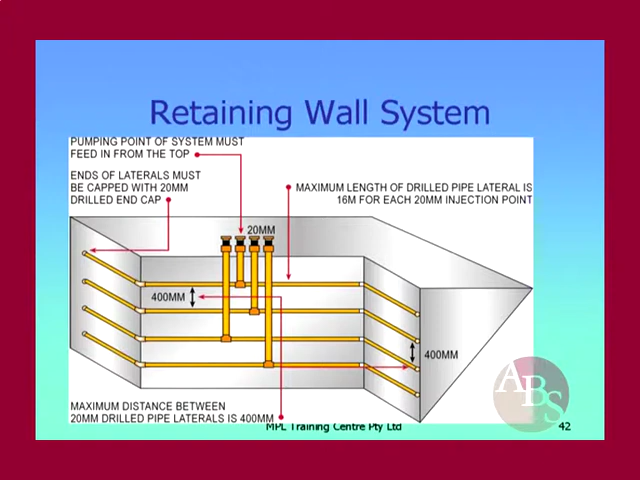 Retaining Wall System
PUMPING POINT OF SYSTEM MUST
FEED IN FROM THE TOP
ENDS OF LATERALS MUST
BE CAPPED WITH 20MM
DRILLED END CAP
MAXIMUM LENGTH OF DRILLED PIPE LATERAL IS
16M FOR EACH 20MM INJECTION POINT
20MM
400MM
400MM
MAXIMUM DISTANCE BETWEEN
20MM DRILLED PIPE LATERALS IS 400MM
ABS
MPL Training Centre Pty Ltd
42